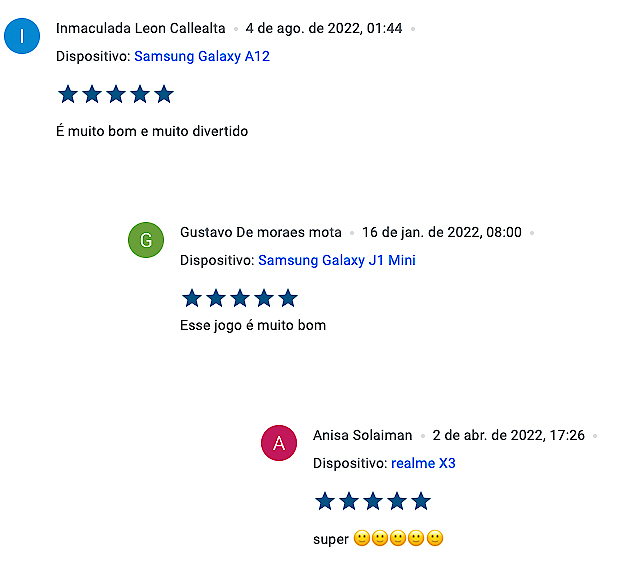 I
Inmaculada Leon Callealta • 4 de ago. de 2022, 01:44 •
Dispositivo: Samsung Galaxy A12
★★★★★
É muito bom e muito divertido
G
Gustavo De moraes mota • 16 de jan. de 2022, 08:00 •
Dispositivo: Samsung Galaxy J1 Mini
★★★★★
Esse jogo é muito bom
A
Anisa Solaiman • 2 de abr. de 2022, 17:26 •
Dispositivo: realme X3
★★★★★
super 🙂🙂🙂🙂🙂